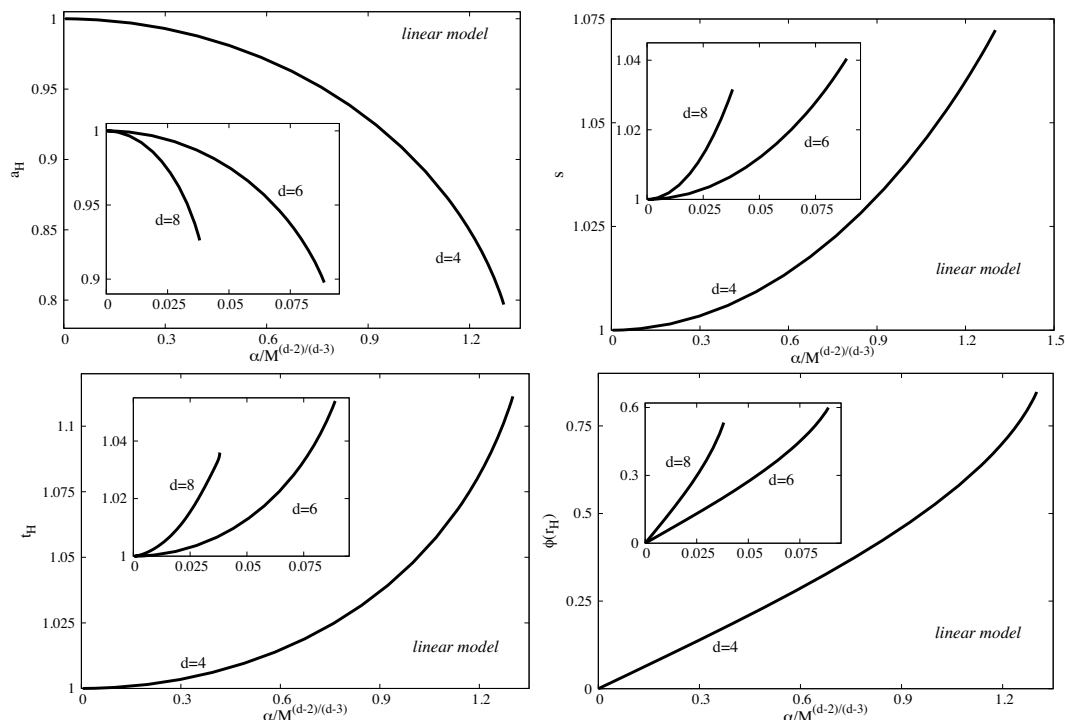 1
0.95
0.9
0.85
0.8
a_H
linear model
d=4
0 0.3 0.6 0.9 1.2
α/M^(d-2)/(d-3)
1
0.95
0.9
d=6
d=8
0 0.025 0.05 0.075
1.075
1.05
1.025
1
s
linear model
d=4
0 0.3 0.6 0.9 1.2 1.5
α/M^(d-2)/(d-3)
1.04
1.02
1
d=8
d=6
0 0.025 0.05 0.075
1.1
1.075
1.05
1.025
1
t_H
linear model
d=4
0 0.3 0.6 0.9 1.2
α/M^(d-2)/(d-3)
1.04
1.02
1
d=8
d=6
0 0.025 0.05 0.075
0.75
0.5
0.25
0
ϕ(r_H)
linear model
d=4
0.3 0.6 0.9 1.2
α/M^(d-2)/(d-3)
0.6
0.3
0
d=8
d=6
0 0.025 0.05 0.075